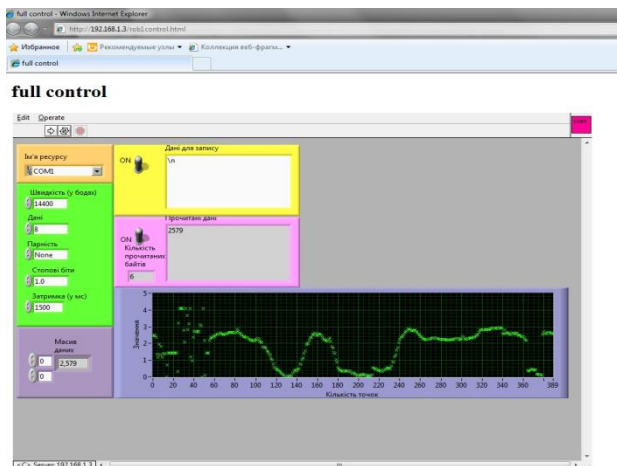 full control - Windows Internet Explorer
http://192.168.1.3/rob1control.html
Избранное Рекомендуемые узлы Коллекция веб-фрагм...
full control
full control
Edit Operate
Ім'я ресурсу
COM1
Швидкість (у бодах)
14400
Дані
8
Парність
None
Стопові біти
1.0
Затримка (у мс)
1500
Масив даних
0 2,579
0
Дані для запису
ON \n
Прочитані дані
ON 2579
Кількість прочитаних байтів
6
Значення
5
4
3
2
1
0
0 20 40 60 80 100 120 140 160 180 200 220 240 260 280 300 320 340 360 389
Кількість точок
Server: 192.168.1.3